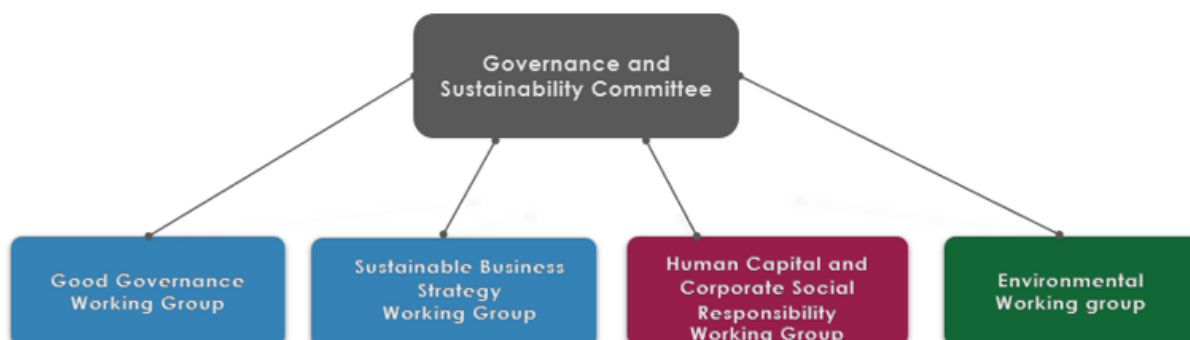 Governance and
Sustainability Committee
Good Governance
Working Group
Sustainable Business
Strategy
Working Group
Human Capital and
Corporate Social
Responsibility
Working Group
Environmental
Working group